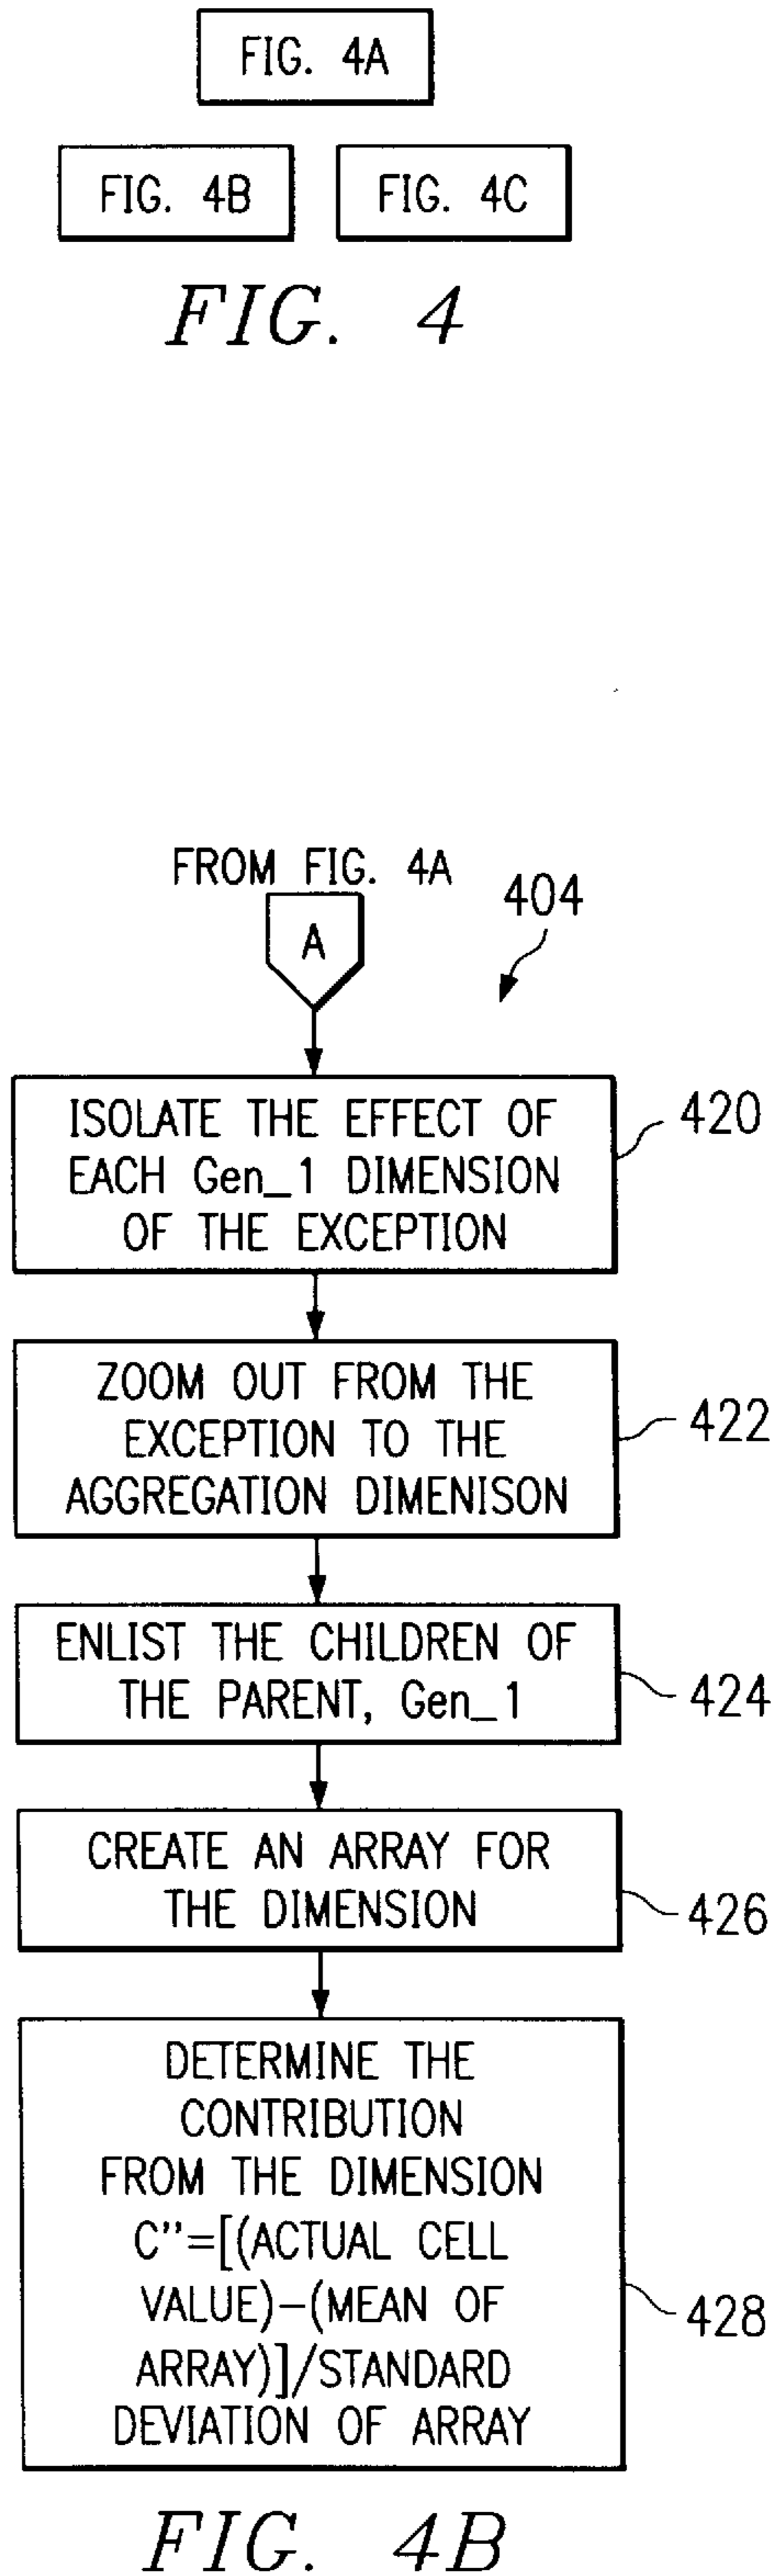 FIG. 4A
FIG. 4B
FIG. 4C
FIG. 4
FROM FIG. 4A
404
A
ISOLATE THE EFFECT OF
EACH Gen_1 DIMENSION
OF THE EXCEPTION
420
ZOOM OUT FROM THE
EXCEPTION TO THE
AGGREGATION DIMENISON
422
ENLIST THE CHILDREN OF
THE PARENT, Gen_1
424
CREATE AN ARRAY FOR
THE DIMENSION
426
DETERMINE THE
CONTRIBUTION
FROM THE DIMENSION
C’’=[(ACTUAL CELL
VALUE)–(MEAN OF
ARRAY)]/STANDARD
DEVIATION OF ARRAY
428
FIG. 4B